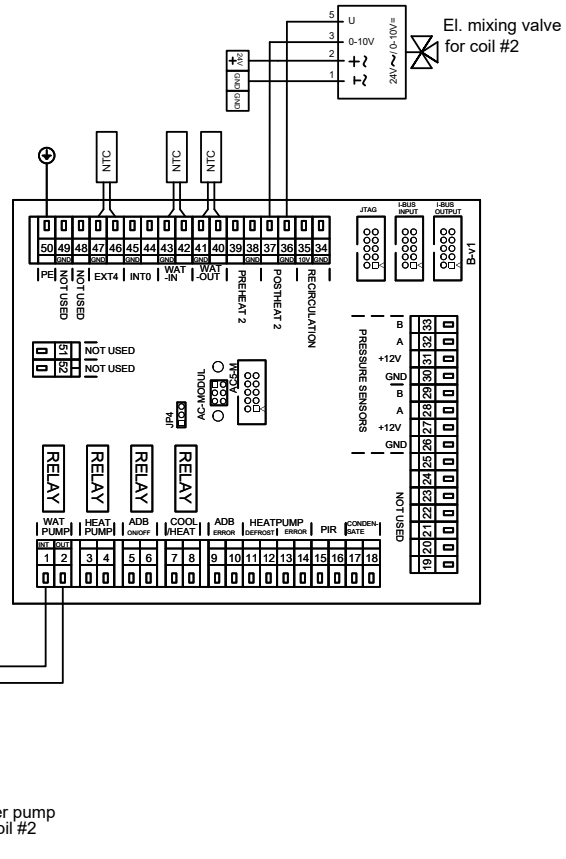 5 U
3 0-10V
2 +~
1 ⊢~
24V~/0-10V=
El. mixing valve
for coil #2
+~ 24V
GND
GND
NTC
NTC
NTC
JTAG
I-BUS
INPUT
I-BUS
OUTPUT
B-v1
50 49 48 47 46 45 44 43 42 41 40 39 38 37 36 35 34
GND GND GND GND GND GND GND 10V GND
PE
NOT USED
NOT USED
EXT4
INT0
WAT
-IN
WAT
-OUT
PREHEAT 2
POSTHEAT 2
RECIRCULATION
51 NOT USED
52 NOT USED
PRESSURE SENSORS
B 33
A 32
+12V 31
GND 30
B 29
A 28
+12V 27
GND 26
25
24
NOT USED
23
22
21
20
19
AC-MODUL
AC5-M
JP4
RELAY
RELAY
RELAY
RELAY
WAT
PUMP
HEAT
PUMP
ADB
ON/OFF
COOL
/HEAT
ADB
ERROR
HEATPUMP
DEFROST
ERROR
PIR
CONDEN-
SATE
INT OUT
1 2 3 4 5 6 7 8 9 10 11 12 13 14 15 16 17 18
er pump
oil #2